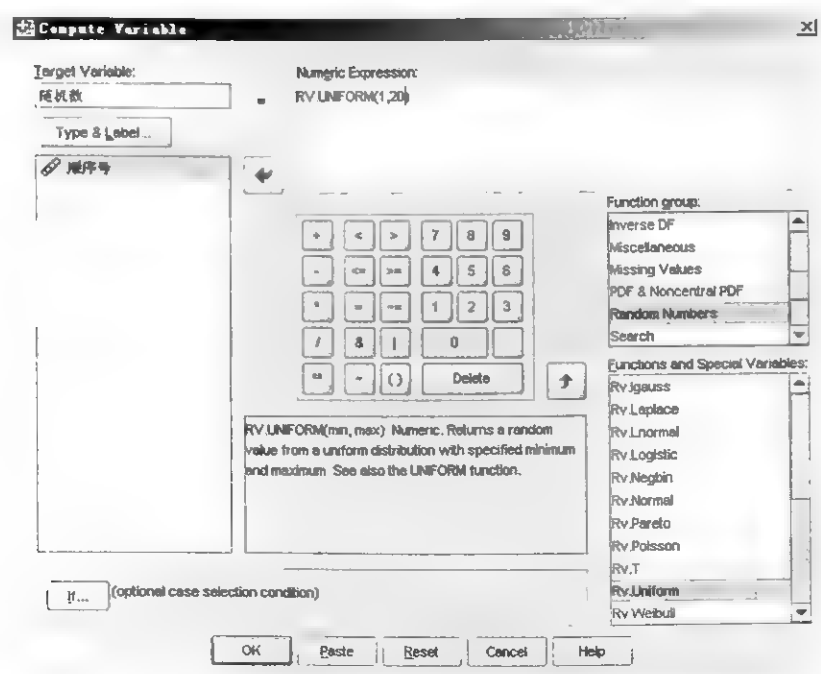 Compute Variable
Target Variable:
随机数
Type & Label...
顺序号
=
Numeric Expression:
RV.UNIFORM(1,20)
+ < > 7 8 9
- <= >= 4 5 6
* = ~= 1 2 3
/ & | 0
** ~ ( ) Delete
RV.UNIFORM(min, max) Numeric. Returns a random
value from a uniform distribution with specified minimum
and maximum See also the UNIFORM function.
Function group:
Inverse DF
Miscellaneous
Missing Values
PDF & Noncentral PDF
Random Numbers
Search
Functions and Special Variables:
Rv.Igauss
Rv.Laplace
Rv.Lnormal
Rv.Logistic
Rv.Negbin
Rv.Normal
Rv.Pareto
Rv.Poisson
Rv.T
Rv.Uniform
Rv Weibull
If... (optional case selection condition)
OK Paste Reset Cancel Help